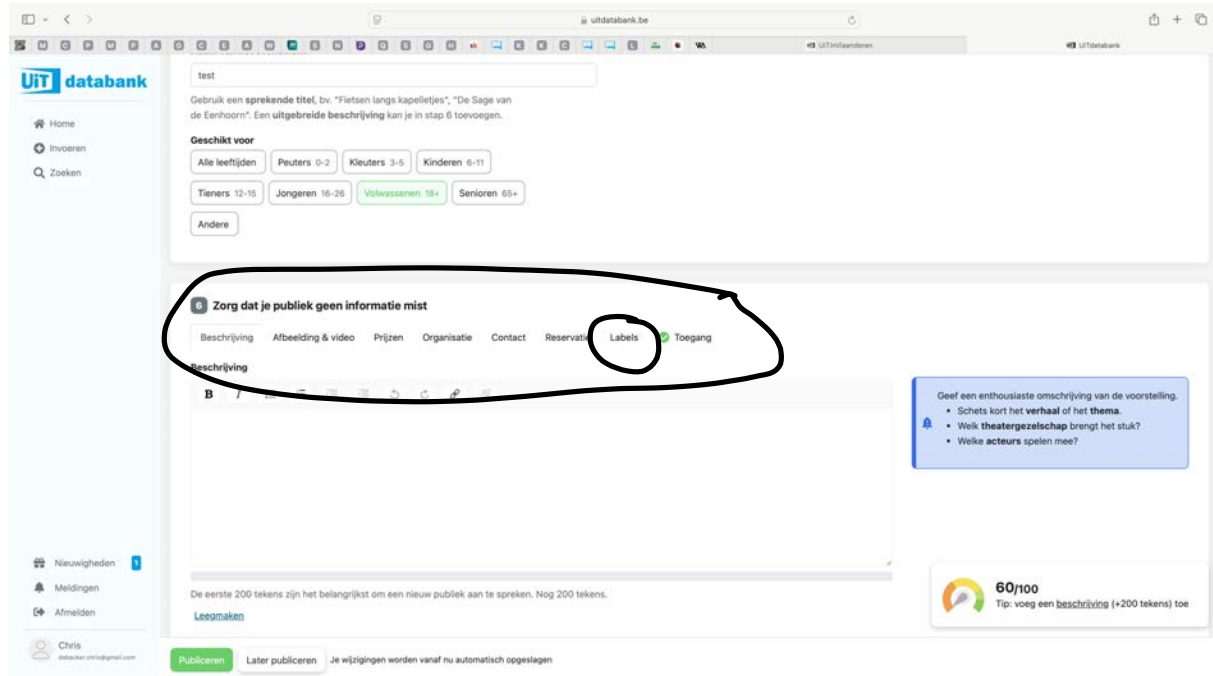 uitdatabank.be
UiTinVlaanderen
UiTdatabank
UiT databank
Home
Invoeren
Zoeken
test
Gebruik een sprekende titel, bv. "Fietsen langs kapelletjes", "De Sage van
de Eenhoorn". Een uitgebreide beschrijving kan je in stap 6 toevoegen.
Geschikt voor
Alle leeftijden
Peuters 0-2
Kleuters 3-5
Kinderen 6-11
Tieners 12-15
Jongeren 16-26
Volwassenen 18+
Senioren 65+
Andere
6 Zorg dat je publiek geen informatie mist
Beschrijving
Afbeelding & video
Prijzen
Organisatie
Contact
Reservatie
Labels
Toegang
Beschrijving
B I
Geef een enthousiaste omschrijving van de voorstelling.
• Schets kort het verhaal of het thema.
• Welk theatergezelschap brengt het stuk?
• Welke acteurs spelen mee?
De eerste 200 tekens zijn het belangrijkst om een nieuw publiek aan te spreken. Nog 200 tekens.
Leegmaken
60/100
Tip: voeg een beschrijving (+200 tekens) toe
Nieuwigheden 1
Meldingen
Afmelden
Chris
debacker.chris@gmail.com
Publiceren
Later publiceren
Je wijzigingen worden vanaf nu automatisch opgeslagen